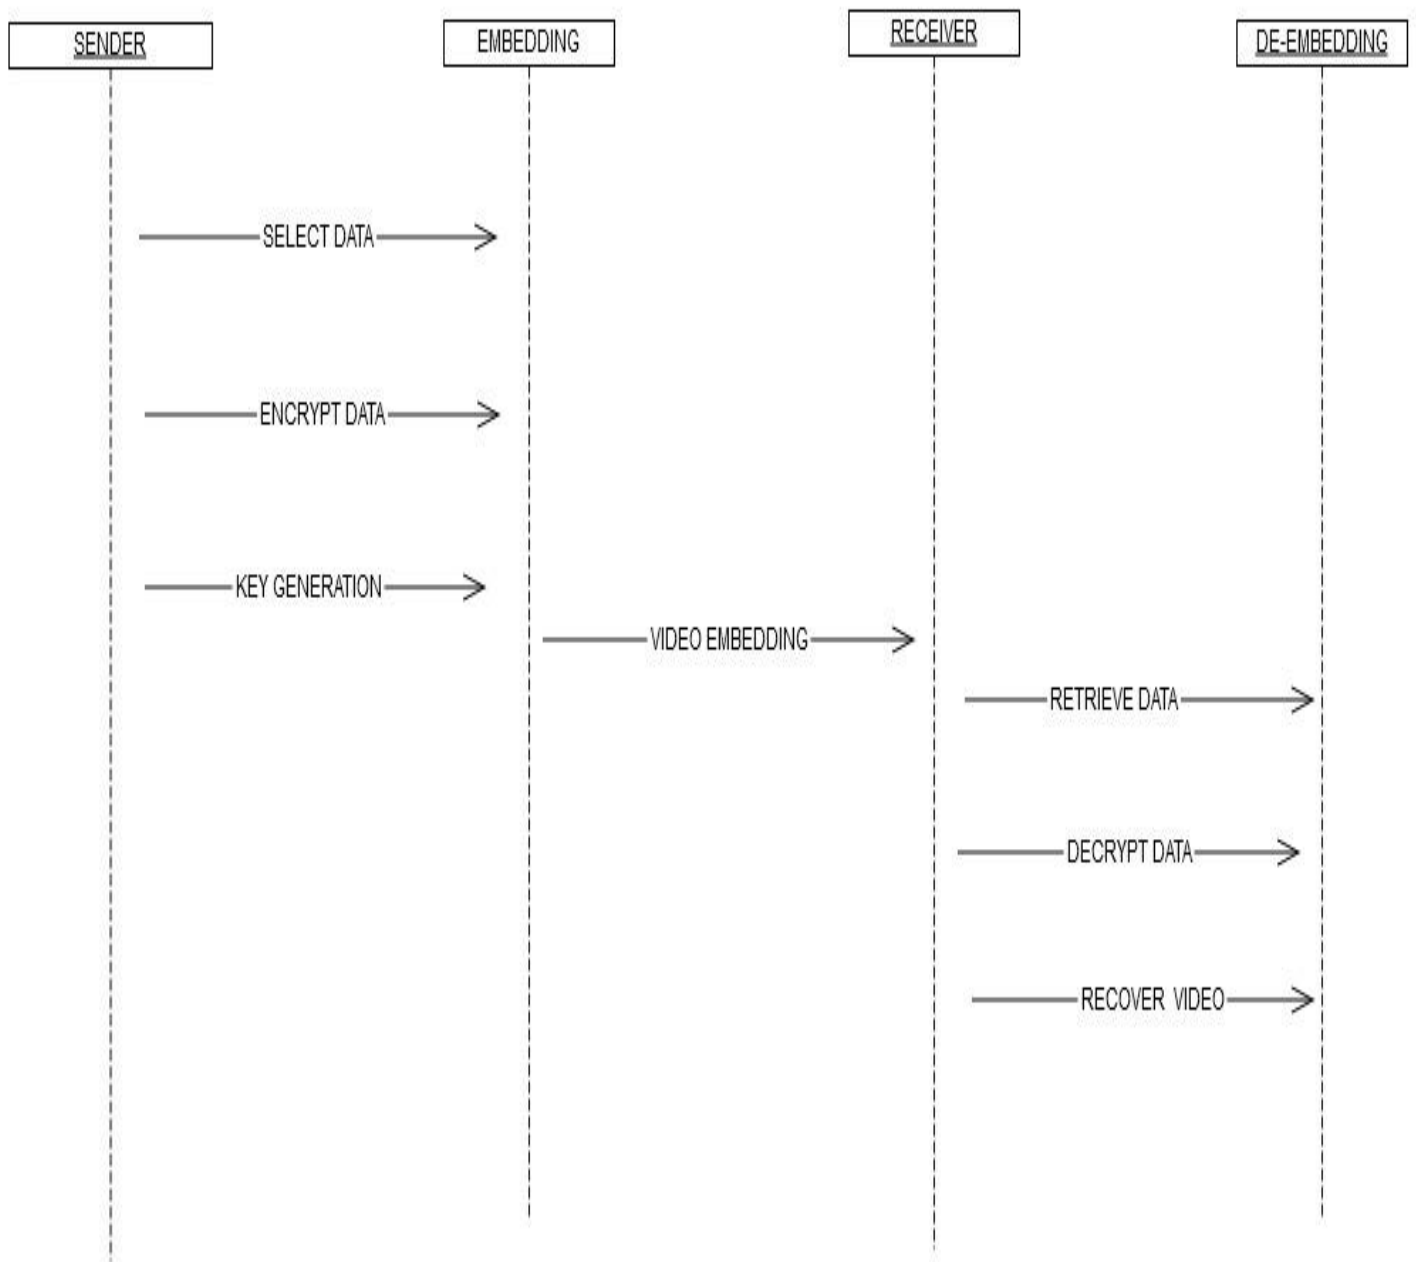 SENDER
EMBEDDING
RECEIVER
DE-EMBEDDING
SELECT DATA
ENCRYPT DATA
KEY GENERATION
VIDEO EMBEDDING
RETRIEVE DATA
DECRYPT DATA
RECOVER VIDEO